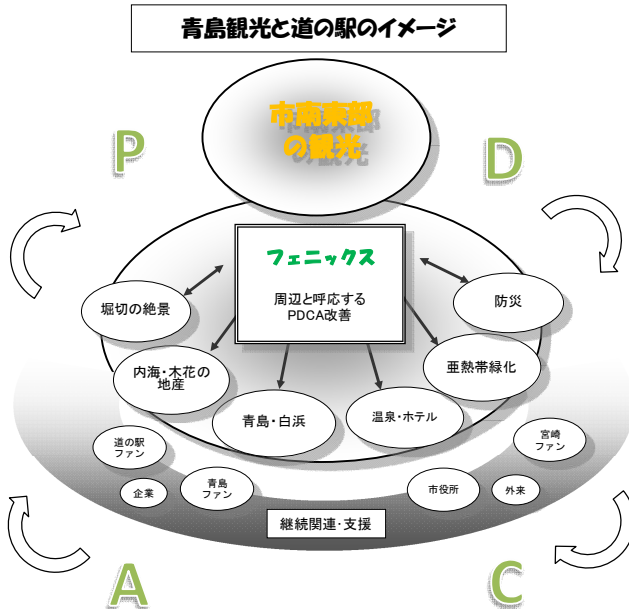 青島観光と道の駅のイメージ
市南東部
の観光
P
D
フェニックス
周辺と呼応する
PDCA改善
堀切の絶景
防災
内海・木花の
地産
亜熱帯緑化
青島・白浜
温泉・ホテル
道の駅
ファン
宮崎
ファン
企業
青島
ファン
市役所
外来
継続関連・支援
A
C